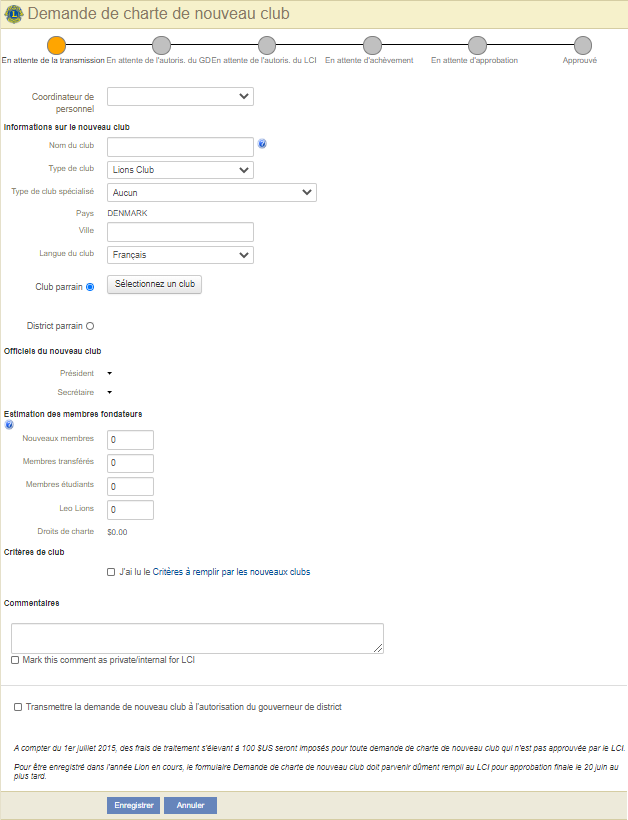 Demande de charte de nouveau club
En attente de la transmission En attente de l'autoris. du GD En attente de l'autoris. du LCI En attente d'achèvement En attente d'approbation Approuvé
Coordinateur de
personnel
Informations sur le nouveau club
Nom du club
Type de club Lions Club
Type de club spécialisé Aucun
Pays DENMARK
Ville
Langue du club Français
Club parrain Sélectionnez un club
District parrain
Officiels du nouveau club
Président
Secrétaire
Estimation des membres fondateurs
Nouveaux membres 0
Membres transférés 0
Membres étudiants 0
Leo Lions 0
Droits de charte $0.00
Critères de club
J'ai lu le Critères à remplir par les nouveaux clubs
Commentaires
Mark this comment as private/internal for LCI
Transmettre la demande de nouveau club à l'autorisation du gouverneur de district
A compter du 1er juillet 2015, des frais de traitement s'élevant à 100 $US seront imposés pour toute demande de charte de nouveau club qui n'est pas approuvée par le LCI.
Pour être enregistré dans l'année Lion en cours, le formulaire Demande de charte de nouveau club doit parvenir dûment rempli au LCI pour approbation finale le 20 juin au
plus tard.
Enregistrer Annuler